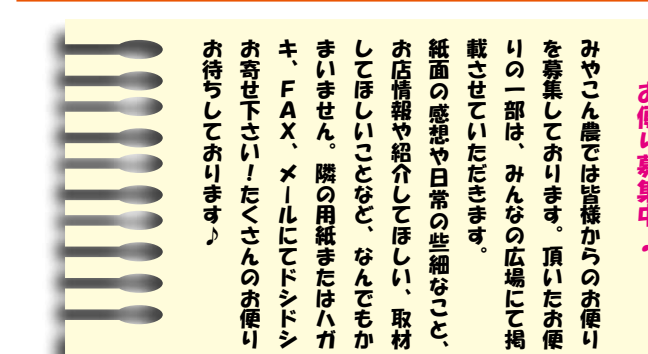 お便り募集中！
みやこん農では皆様からのお便り
を募集しております。頂いたお便
りの一部は、みんなの広場にて掲
載させていただきます。
紙面の感想や日常の些細なこと、
お店情報や紹介してほしい、取材
してほしいことなど、なんでもか
まいません。隣の用紙またはハガ
キ、ＦＡＸ、メールにてドシドシ
お寄せ下さい！たくさんのお便り
お待ちしております♪